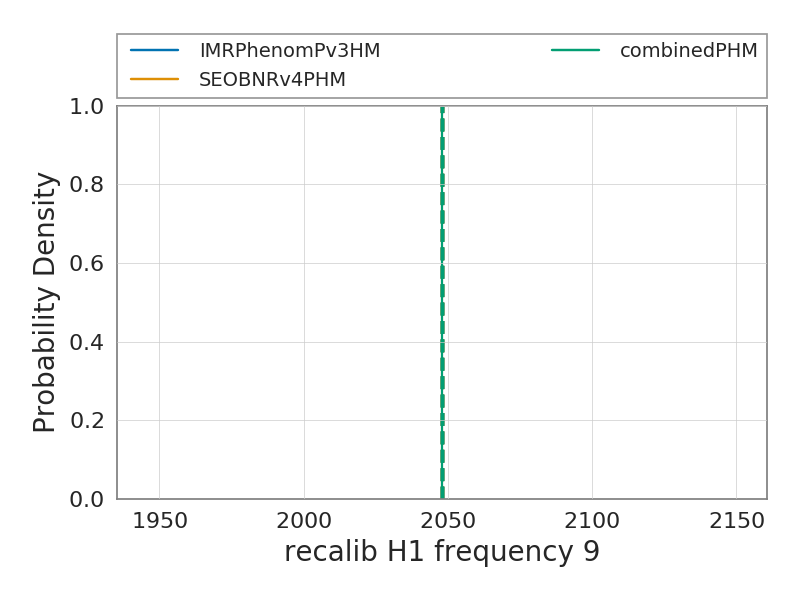 IMRPhenomPv3HM
SEOBNRv4PHM
combinedPHM
1.0
0.8
0.6
0.4
0.2
0.0
Probability Density
1950 2000 2050 2100 2150
recalib H1 frequency 9